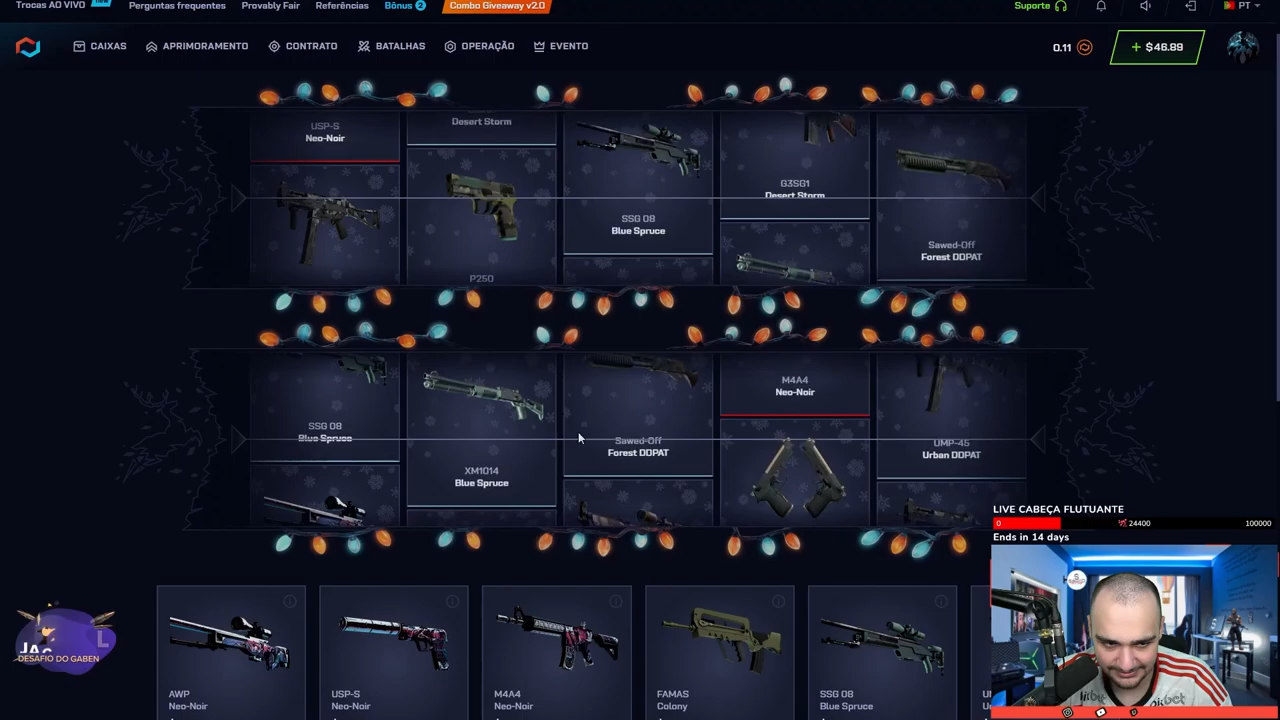 Trocas AO VIVO
Perguntas frequentes
Provably Fair
Referências
Bônus 2
Combo Giveaway v2.0
Suporte
PT
CAIXAS
APRIMORAMENTO
CONTRATO
BATALHAS
OPERAÇÃO
EVENTO
0.11
+ $46.89
USP-S
Neo-Noir
Desert Storm
P250
SSG 08
Blue Spruce
G3SG1
Desert Storm
Sawed-Off
Forest DDPAT
SSG 08
Blue Spruce
XM1014
Blue Spruce
Sawed-Off
Forest DDPAT
M4A4
Neo-Noir
UMP-45
Urban DDPAT
LIVE CABEÇA FLUTUANTE
0
24400
100000
Ends in 14 days
DESAFIO DO GABEN
AWP
Neo-Noir
USP-S
Neo-Noir
M4A4
Neo-Noir
FAMAS
Colony
SSG 08
Blue Spruce